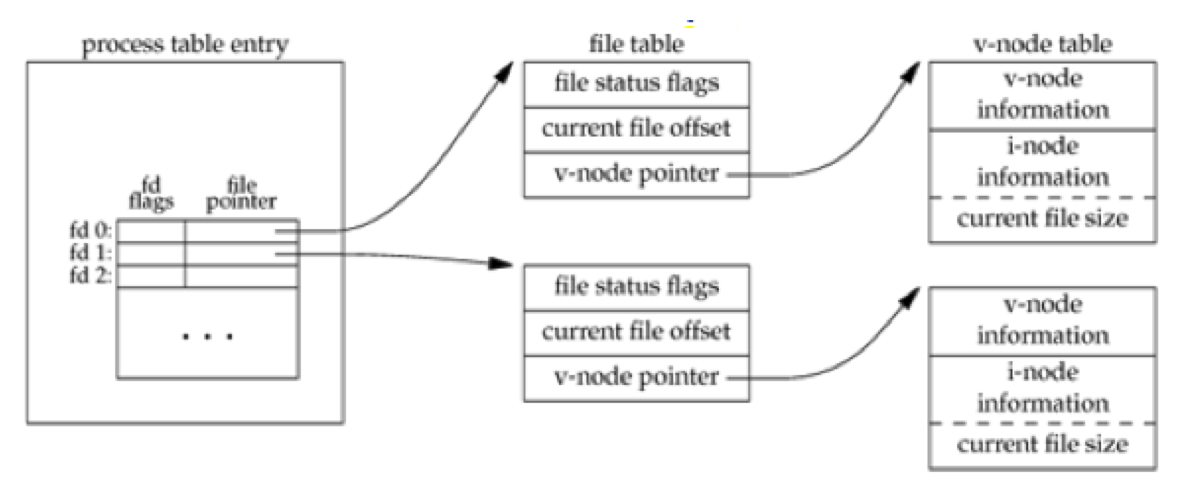 process table entry
fd
flags
file
pointer
fd 0:
fd 1:
fd 2:
. . .
file table
file status flags
current file offset
v-node pointer
file status flags
current file offset
v-node pointer
v-node table
v-node
information
i-node
information
current file size
v-node
information
i-node
information
current file size